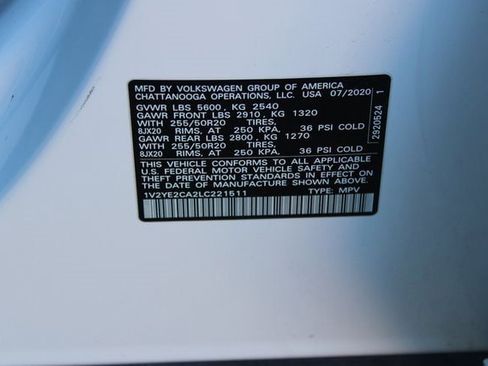 MFD. BY VOLKSWAGEN GROUP OF AMERICA
CHATTANOOGA OPERATIONS, LLC. USA 07/2020
GVWR LBS 5600, KG 2540
GAWR FRONT LBS 2910, KG 1320
WITH 255/50R20 TIRES,
8JX20 RIMS, AT 250 KPA, 36 PSI COLD
GAWR REAR LBS 2800, KG 1270
WITH 255/50R20 TIRES,
8JX20 RIMS, AT 250 KPA, 36 PSI COLD
THIS VEHICLE CONFORMS TO ALL APPLICABLE
U.S. FEDERAL MOTOR VEHICLE SAFETY AND
THEFT PREVENTION STANDARDS IN EFFECT ON
THE DATE OF MANUFACTURE SHOWN ABOVE.
1V2YE2CA2LC221511 TYPE: MPV
2920524 1